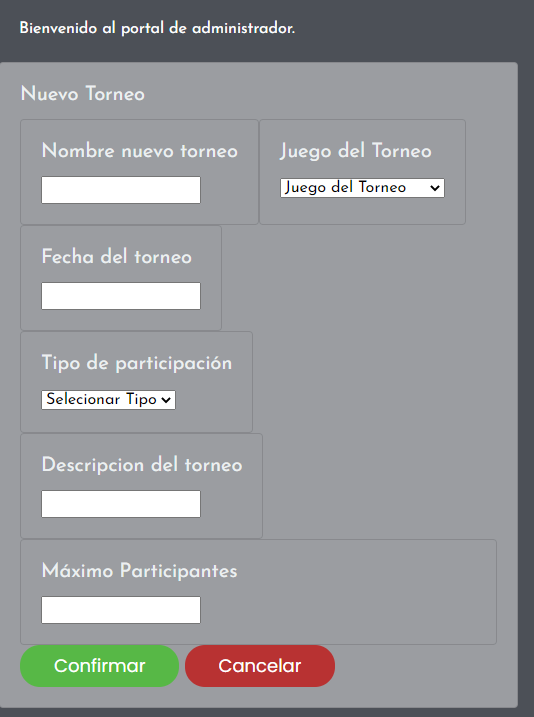 Bienvenido al portal de administrador.
Nuevo Torneo
Nombre nuevo torneo
Juego del Torneo
Juego del Torneo
Fecha del torneo
Tipo de participación
Selecionar Tipo
Descripcion del torneo
Máximo Participantes
Confirmar
Cancelar